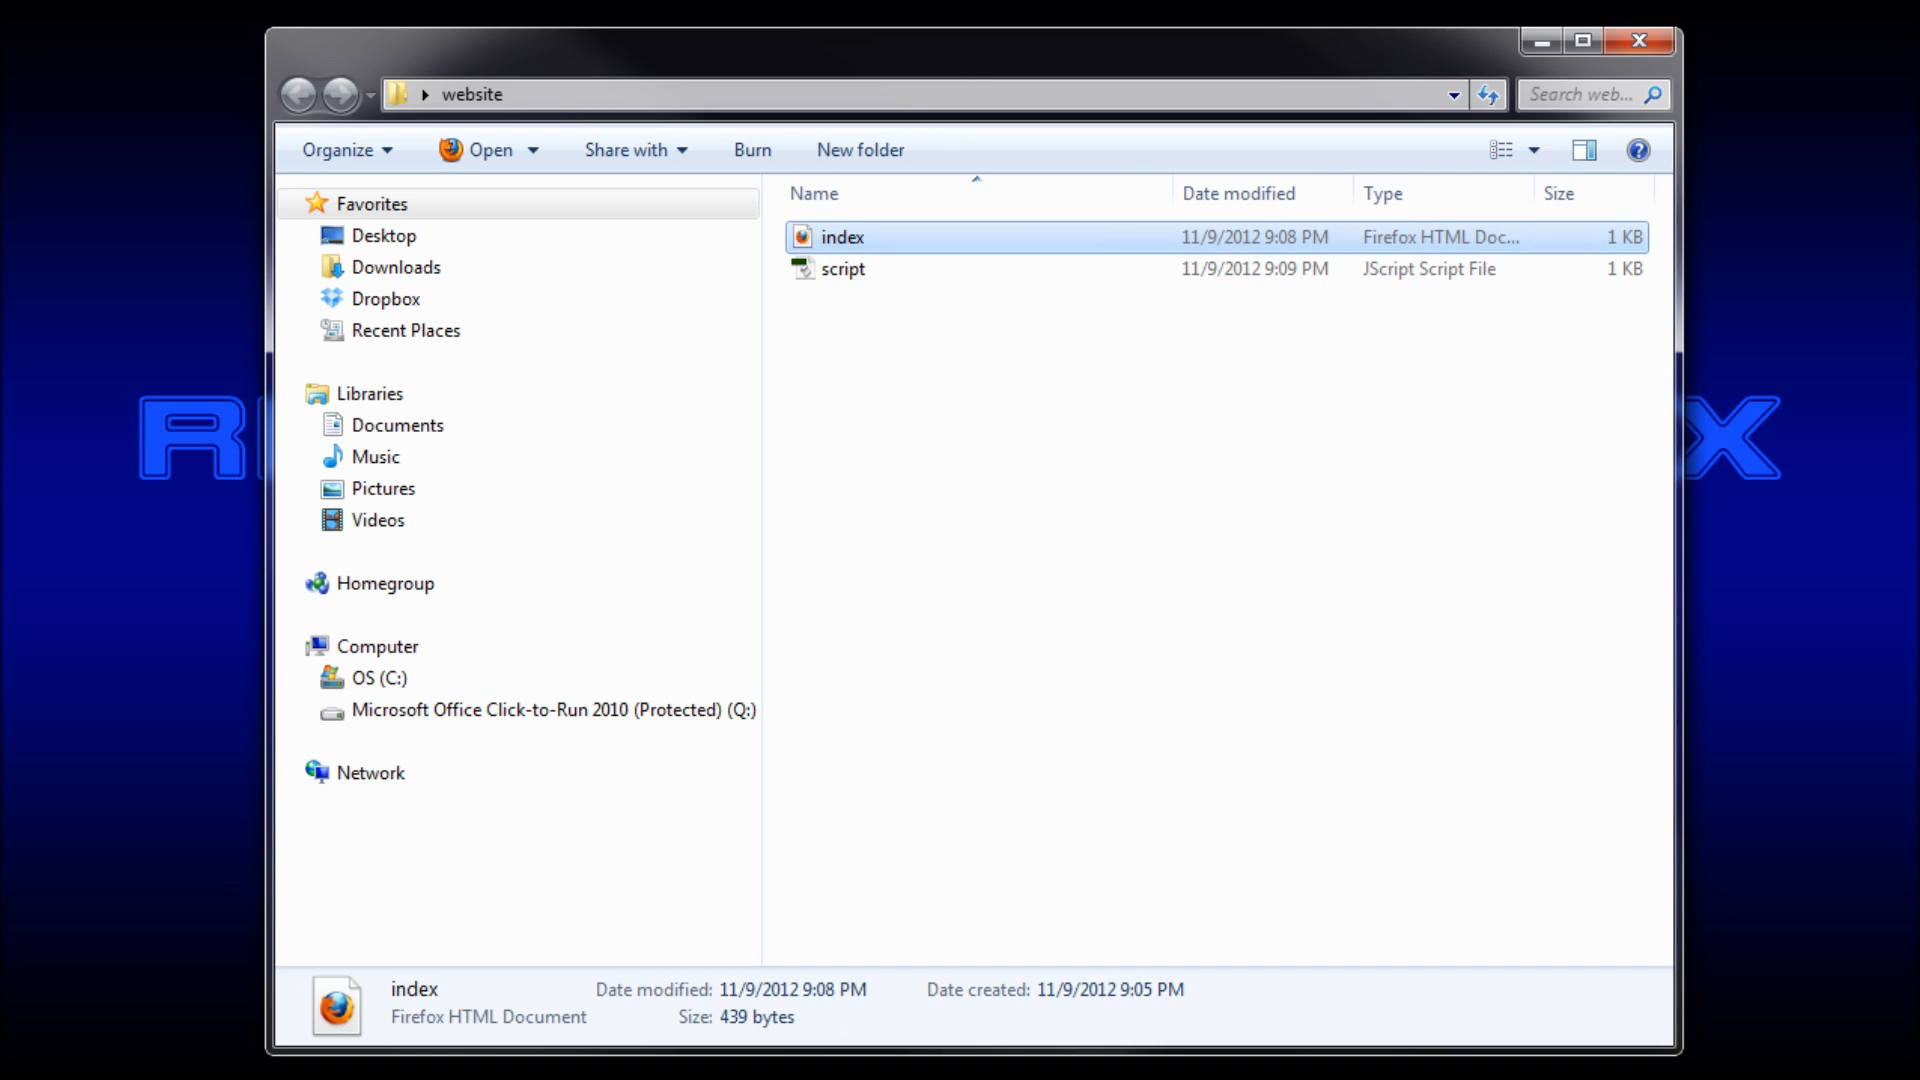 website
Search web...
Organize Open Share with Burn New folder
Name Date modified Type Size
index 11/9/2012 9:08 PM Firefox HTML Doc... 1 KB
script 11/9/2012 9:09 PM JScript Script File 1 KB
Favorites
Desktop
Downloads
Dropbox
Recent Places
Libraries
Documents
Music
Pictures
Videos
Homegroup
Computer
OS (C:)
Microsoft Office Click-to-Run 2010 (Protected) (Q:)
Network
R
X
index Date modified: 11/9/2012 9:08 PM Date created: 11/9/2012 9:05 PM
Firefox HTML Document Size: 439 bytes